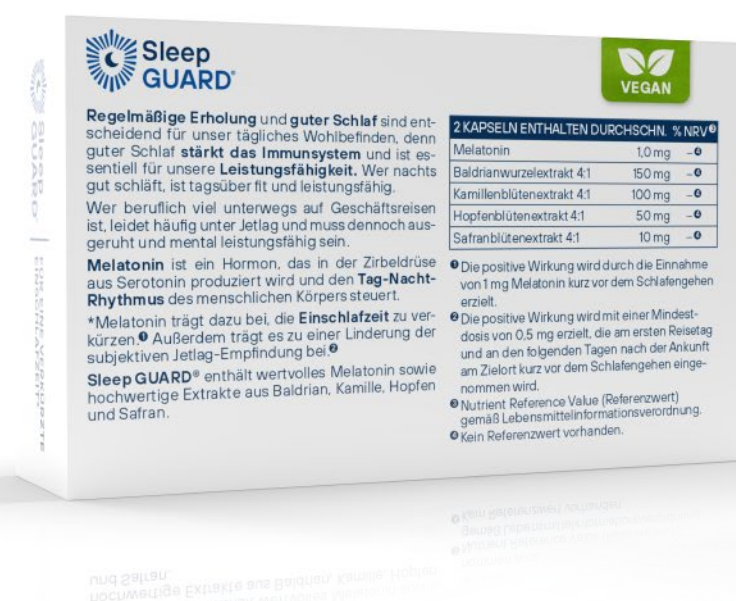 Sleep
GUARD®
VEGAN
Regelmäßige Erholung und guter Schlaf sind ent-
scheidend für unser tägliches Wohlbefinden, denn
guter Schlaf stärkt das Immunsystem und ist es-
sentiell für unsere Leistungsfähigkeit. Wer nachts
gut schläft, ist tagsüber fit und leistungsfähig.
Wer beruflich viel unterwegs auf Geschäftsreisen
ist, leidet häufig unter Jetlag und muss dennoch aus-
geruht und mental leistungsfähig sein.
Melatonin ist ein Hormon, das in der Zirbeldrüse
aus Serotonin produziert wird und den Tag-Nacht-
Rhythmus des menschlichen Körpers steuert.
*Melatonin trägt dazu bei, die Einschlafzeit zu ver-
kürzen.❶ Außerdem trägt es zu einer Linderung der
subjektiven Jetlag-Empfindung bei.❷
Sleep GUARD® enthält wertvolles Melatonin sowie
hochwertige Extrakte aus Baldrian, Kamille, Hopfen
und Safran.
2 KAPSELN ENTHALTEN DURCHSCHN. % NRV❸
Melatonin 1,0 mg –❹
Baldrianwurzelextrakt 4:1 150 mg –❹
Kamillenblütenextrakt 4:1 100 mg –❹
Hopfenblütenextrakt 4:1 50 mg –❹
Safranblütenextrakt 4:1 10 mg –❹
❶ Die positive Wirkung wird durch die Einnahme
von 1 mg Melatonin kurz vor dem Schlafengehen
erzielt.
❷ Die positive Wirkung wird mit einer Mindest-
dosis von 0,5 mg erzielt, die am ersten Reisetag
und an den folgenden Tagen nach der Ankunft
am Zielort kurz vor dem Schlafengehen einge-
nommen wird.
❸ Nutrient Reference Value (Referenzwert)
gemäß Lebensmittelinformationsverordnung.
❹ Kein Referenzwert vorhanden.
Sleep
GUARD®
FÜR EINE VERKÜRZTE
EINSCHLAFZEIT*